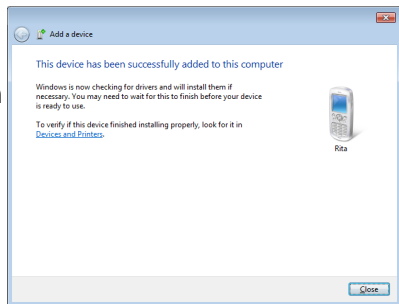 Add a device
This device has been successfully added to this computer
Windows is now checking for drivers and will install them if
necessary. You may need to wait for this to finish before your device
is ready to use.
To verify if this device finished installing properly, look for it in
Devices and Printers.
Rita
Close